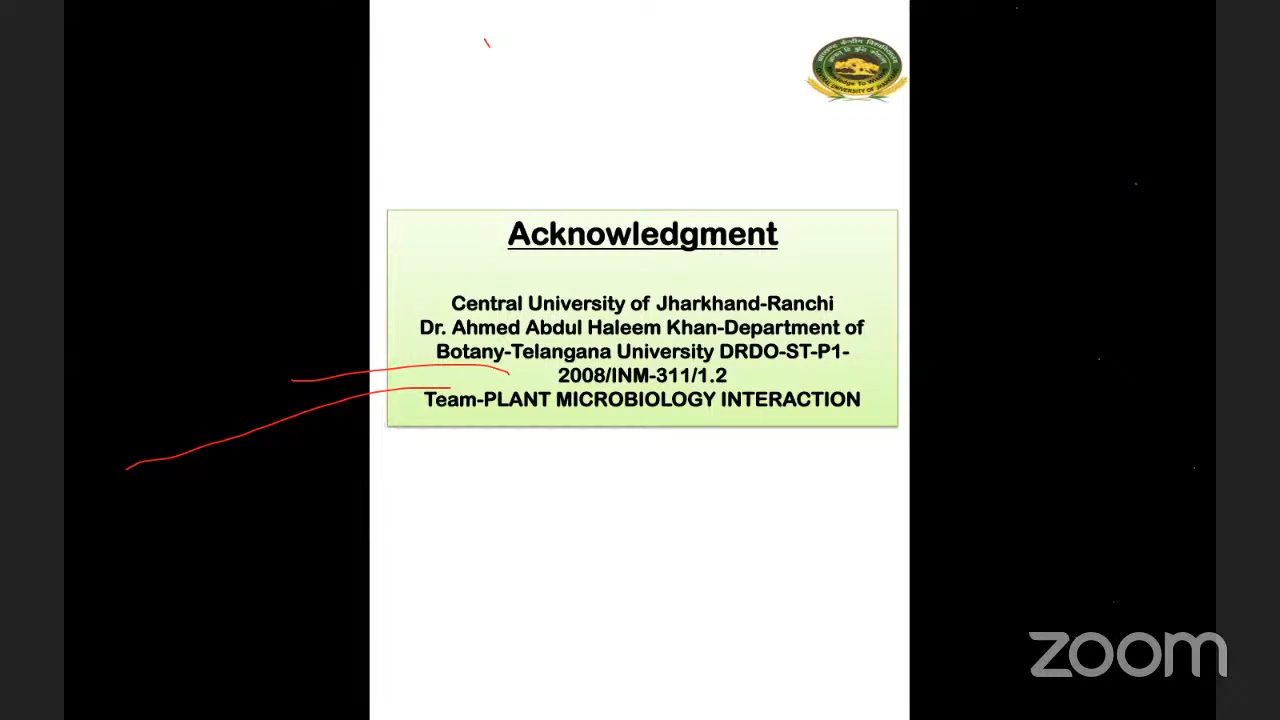 Acknowledgment
Central University of Jharkhand-Ranchi
Dr. Ahmed Abdul Haleem Khan-Department of
Botany-Telangana University DRDO-ST-P1-
2008/INM-311/1.2
Team-PLANT MICROBIOLOGY INTERACTION
zoom